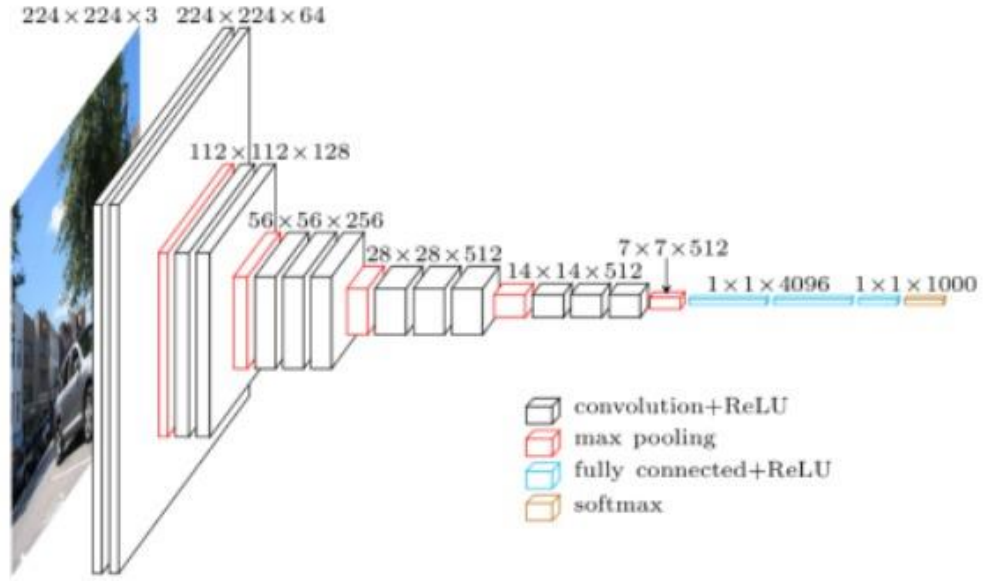 224×224×3
224×224×64
112×112×128
56×56×256
28×28×512
14×14×512
7×7×512
1×1×4096
1×1×1000
convolution+ReLU
max pooling
fully connected+ReLU
softmax